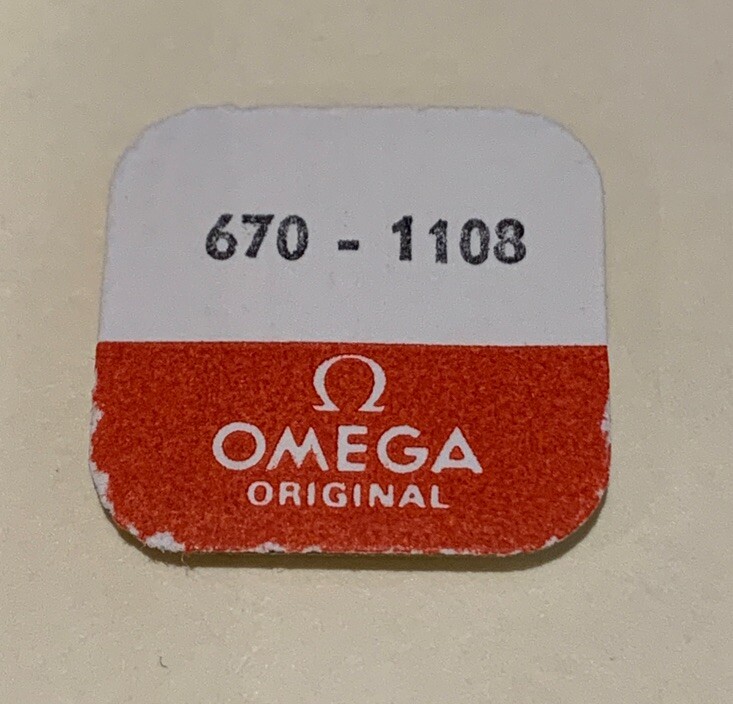 670 - 1108
Ω
OMEGA
ORIGINAL